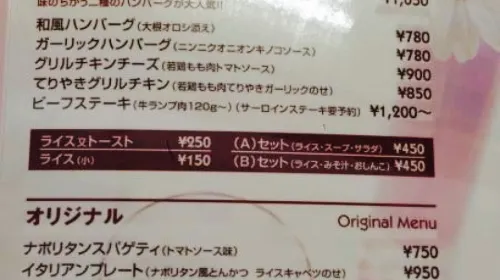 味のちがう二種のハンバーグが大人気!! ¥1,050
和風ハンバーグ(大根オロシ添え) ¥780
ガーリックハンバーグ(ニンニクオニオンキノコソース) ¥780
グリルチキンチーズ(若鶏もも肉トマトソース) ¥900
てりやきグリルチキン(若鶏もも肉てりやきガーリックのせ) ¥850
ビーフステーキ(牛ランプ肉120g〜)(サーロインステーキ要予約) ¥1,200〜
ライス又トースト ¥250 (A)セット(ライス・スープ・サラダ) ¥450
ライス(小) ¥150 (B)セット(ライス・みそ汁・おしんこ) ¥450
オリジナル Original Menu
ナポリタンスパゲティ(トマトソース味) ¥750
イタリアンプレート(ナポリタン風とんかつ ライスキャベツのせ) ¥950